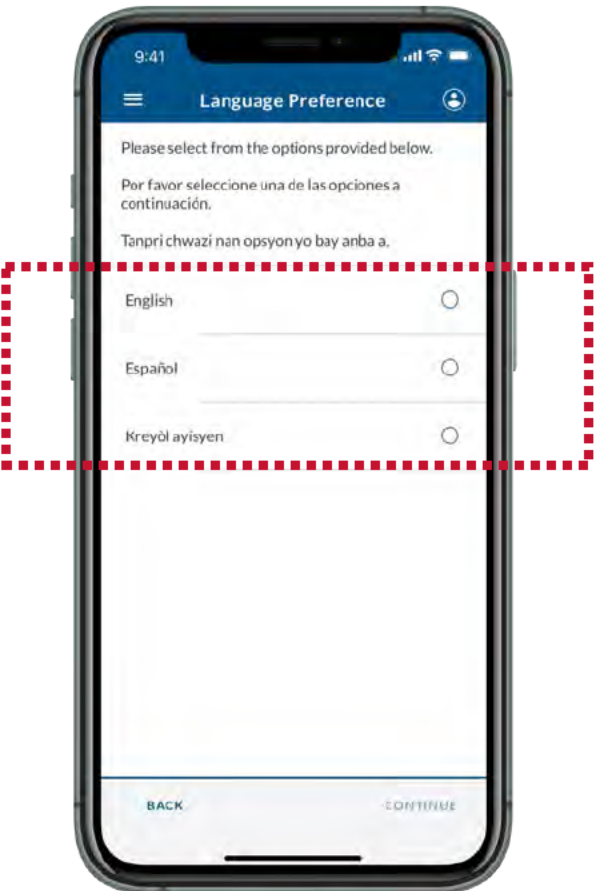 9:41
Language Preference
Please select from the options provided below.
Por favor seleccione una de las opciones a
continuación.
Tanpri chwazi nan opsyon yo bay anba a.
English
Español
Kreyòl ayisyen
BACK
CONTINUE